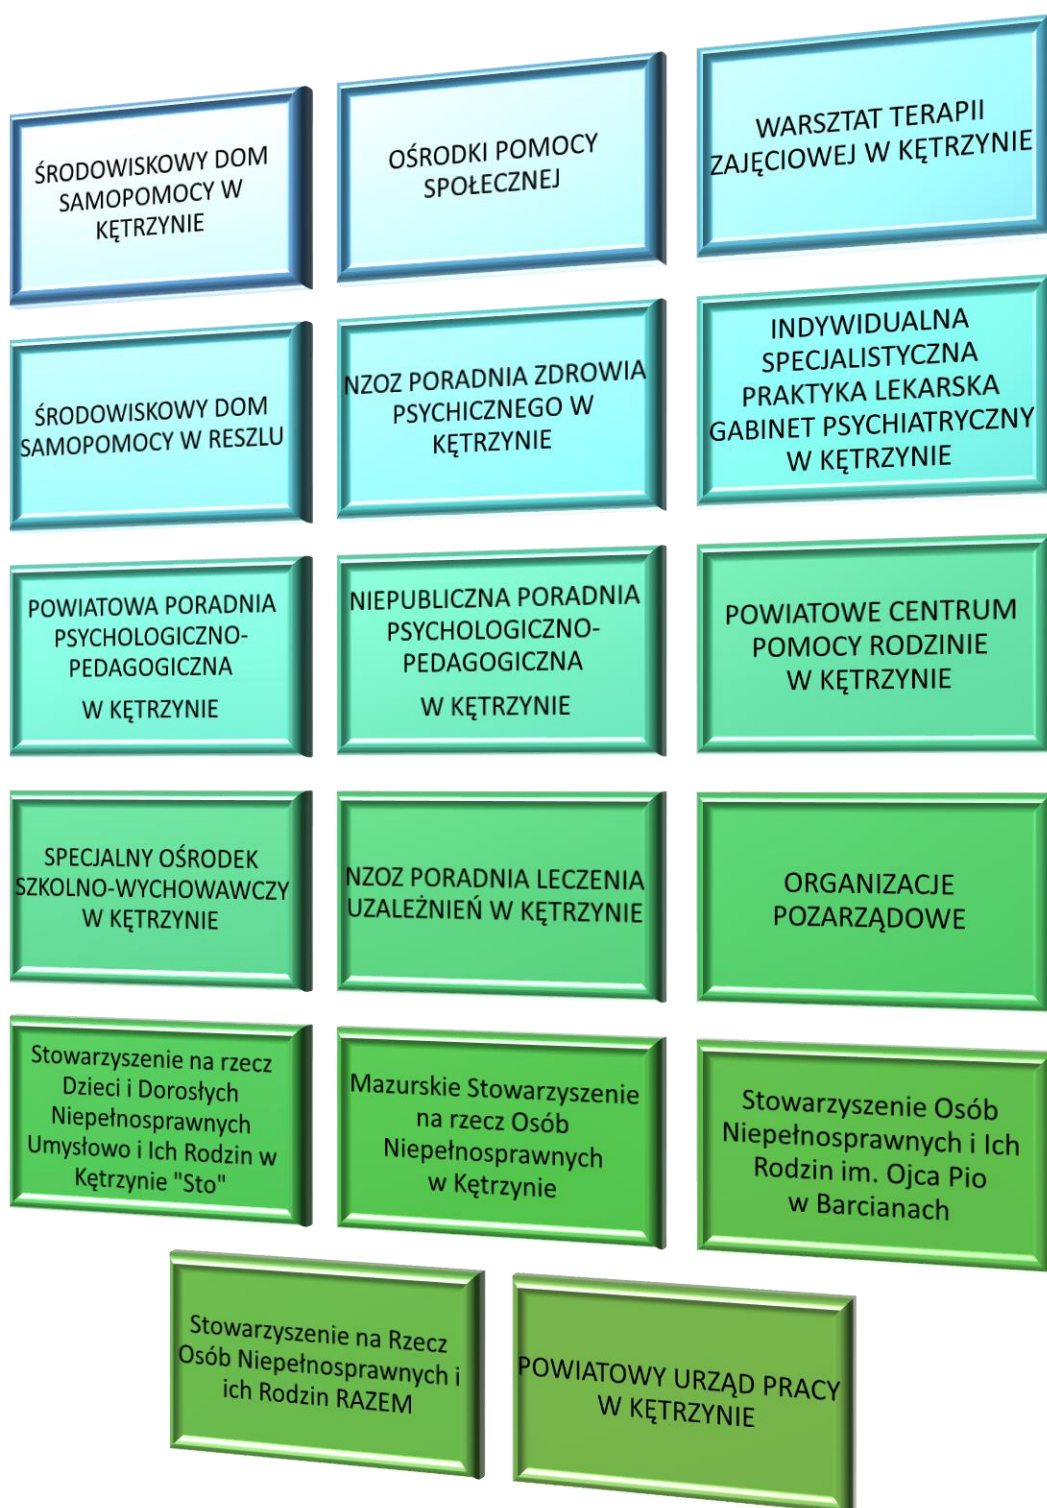 ŚRODOWISKOWY DOM
SAMOPOMOCY W
KĘTRZYNIE
OŚRODKI POMOCY
SPOŁECZNEJ
WARSZTAT TERAPII
ZAJĘCIOWEJ W KĘTRZYNIE
ŚRODOWISKOWY DOM
SAMOPOMOCY W RESZLU
NZOZ PORADNIA ZDROWIA
PSYCHICZNEGO W
KĘTRZYNIE
INDYWIDUALNA
SPECJALISTYCZNA
PRAKTYKA LEKARSKA
GABINET PSYCHIATRYCZNY
W KĘTRZYNIE
POWIATOWA PORADNIA
PSYCHOLOGICZNO-
PEDAGOGICZNA
W KĘTRZYNIE
NIEPUBLICZNA PORADNIA
PSYCHOLOGICZNO-
PEDAGOGICZNA
W KĘTRZYNIE
POWIATOWE CENTRUM
POMOCY RODZINIE
W KĘTRZYNIE
SPECJALNY OŚRODEK
SZKOLNO-WYCHOWAWCZY
W KĘTRZYNIE
NZOZ PORADNIA LECZENIA
UZALEŻNIEŃ W KĘTRZYNIE
ORGANIZACJE
POZARZĄDOWE
Stowarzyszenie na rzecz
Dzieci i Dorosłych
Niepełnosprawnych
Umysłowo i Ich Rodzin w
Kętrzynie "Sto"
Mazurskie Stowarzyszenie
na rzecz Osób
Niepełnosprawnych
w Kętrzynie
Stowarzyszenie Osób
Niepełnosprawnych i Ich
Rodzin im. Ojca Pio
w Barcianach
Stowarzyszenie na Rzecz
Osób Niepełnosprawnych i
ich Rodzin RAZEM
POWIATOWY URZĄD PRACY
W KĘTRZYNIE